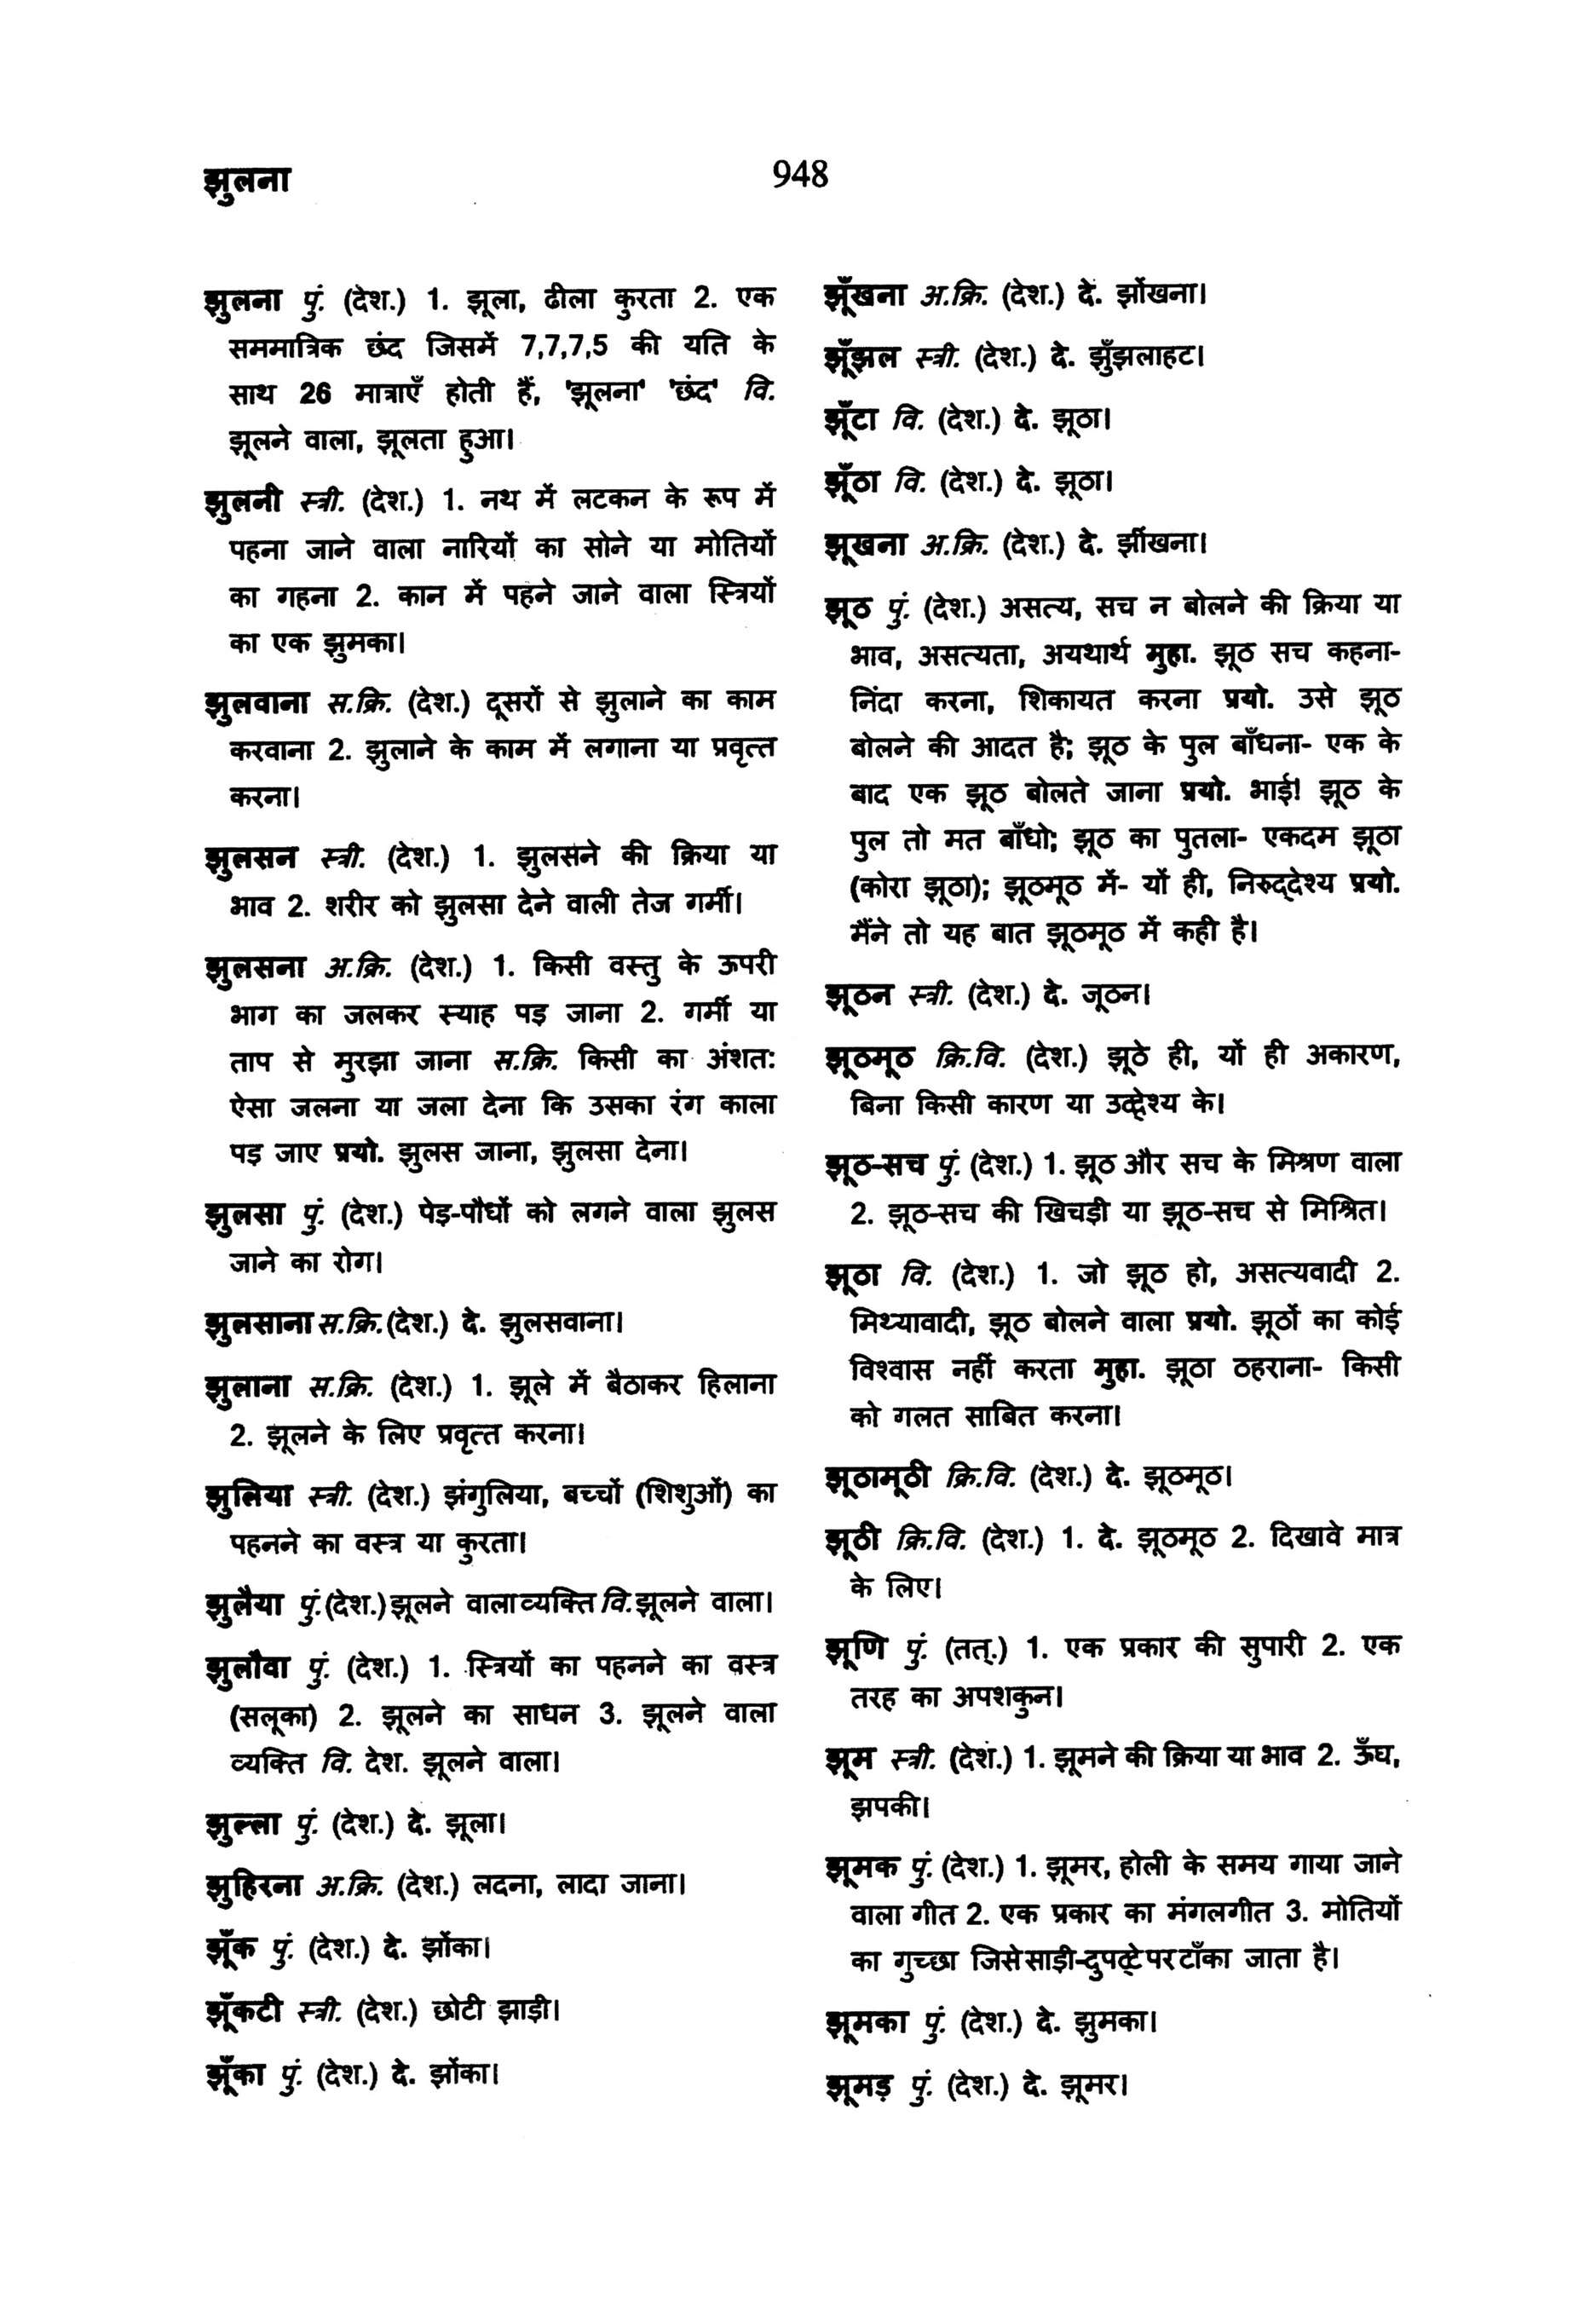 झुलना
948
झुलना पुं. (देश.) 1. झूला, ढीला कुरता 2. एक
सममात्रिक छंद जिसमें 7,7,7,5 की यति के
साथ 26 मात्राएँ होती हैं, 'झूलना' 'छंद' वि.
झूलने वाला, झूलता हुआ।
झुलनी स्त्री. (देश.) 1. नथ में लटकन के रूप में
पहना जाने वाला नारियों का सोने या मोतियों
का गहना 2. कान में पहने जाने वाला स्त्रियों
का एक झुमका।
झुलवाना स.क्रि. (देश.) दूसरों से झुलाने का काम
करवाना 2. झुलाने के काम में लगाना या प्रवृत्त
करना।
झुलसन स्त्री. (देश.) 1. झुलसने की क्रिया या
भाव 2. शरीर को झुलसा देने वाली तेज गर्मी।
झुलसना अ.क्रि. (देश.) 1. किसी वस्तु के ऊपरी
भाग का जलकर स्याह पड़ जाना 2. गर्मी या
ताप से मुरझा जाना स.क्रि. किसी का अंशत:
ऐसा जलना या जला देना कि उसका रंग काला
पड़ जाए प्रयो. झुलस जाना, झुलसा देना।
झुलसा पुं. (देश.) पेड़-पौधों को लगने वाला झुलस
जाने का रोग।
झुलसाना स.क्रि. (देश.) दे. झुलसवाना।
झुलाना स.क्रि. (देश.) 1. झूले में बैठाकर हिलाना
2. झूलने के लिए प्रवृत्त करना।
झुलिया स्त्री. (देश.) झंगुलिया, बच्चों (शिशुओं) का
पहनने का वस्त्र या कुरता।
झुलैया पुं. (देश.) झूलने वाला व्यक्ति वि. झूलने वाला।
झुलौवा पुं. (देश.) 1. स्त्रियों का पहनने का वस्त्र
(सलूका) 2. झूलने का साधन 3. झूलने वाला
व्यक्ति वि. देश. झूलने वाला।
झुल्ला पुं. (देश.) दे. झूला।
झुहिरना अ.क्रि. (देश.) लदना, लादा जाना।
झूँक पुं. (देश.) दे. झोंका।
झूँकटी स्त्री. (देश.) छोटी झाड़ी।
झूँका पुं. (देश.) दे. झोंका।
झूँखना अ.क्रि. (देश.) दे. झोंखना।
झूँझल स्त्री. (देश.) दे. झुँझलाहट।
झूँटा वि. (देश.) दे. झूठा।
झूँठा वि. (देश.) दे. झूठा।
झूखना अ.क्रि. (देश.) दे. झींखना।
झूठ पुं. (देश.) असत्य, सच न बोलने की क्रिया या
भाव, असत्यता, अयथार्थ मुहा. झूठ सच कहना-
निंदा करना, शिकायत करना प्रयो. उसे झूठ
बोलने की आदत है; झूठ के पुल बाँधना- एक के
बाद एक झूठ बोलते जाना प्रयो. भाई! झूठ के
पुल तो मत बाँधो; झूठ का पुतला- एकदम झूठा
(कोरा झूठा); झूठमूठ में- यों ही, निरुद्देश्य प्रयो.
मैंने तो यह बात झूठमूठ में कही है।
झूठन स्त्री. (देश.) दे. जूठन।
झूठमूठ क्रि.वि. (देश.) झूठे ही, यों ही अकारण,
बिना किसी कारण या उद्देश्य के।
झूठ-सच पुं. (देश.) 1. झूठ और सच के मिश्रण वाला
2. झूठ-सच की खिचड़ी या झूठ-सच से मिश्रित।
झूठा वि. (देश.) 1. जो झूठ हो, असत्यवादी 2.
मिथ्यावादी, झूठ बोलने वाला प्रयो. झूठों का कोई
विश्वास नहीं करता मुहा. झूठा ठहराना- किसी
को गलत साबित करना।
झूठामूठी क्रि.वि. (देश.) दे. झूठमूठ।
झूठी क्रि.वि. (देश.) 1. दे. झूठमूठ 2. दिखावे मात्र
के लिए।
झूणि पुं. (तत्.) 1. एक प्रकार की सुपारी 2. एक
तरह का अपशकुन।
झूम स्त्री. (देश.) 1. झूमने की क्रिया या भाव 2. ऊँघ,
झपकी।
झूमक पुं. (देश.) 1. झूमर, होली के समय गाया जाने
वाला गीत 2. एक प्रकार का मंगलगीत 3. मोतियों
का गुच्छा जिसे साड़ी-दुपट्टे पर टाँका जाता है।
झूमका पुं. (देश.) दे. झुमका।
झूमड़ पुं. (देश.) दे. झूमर।